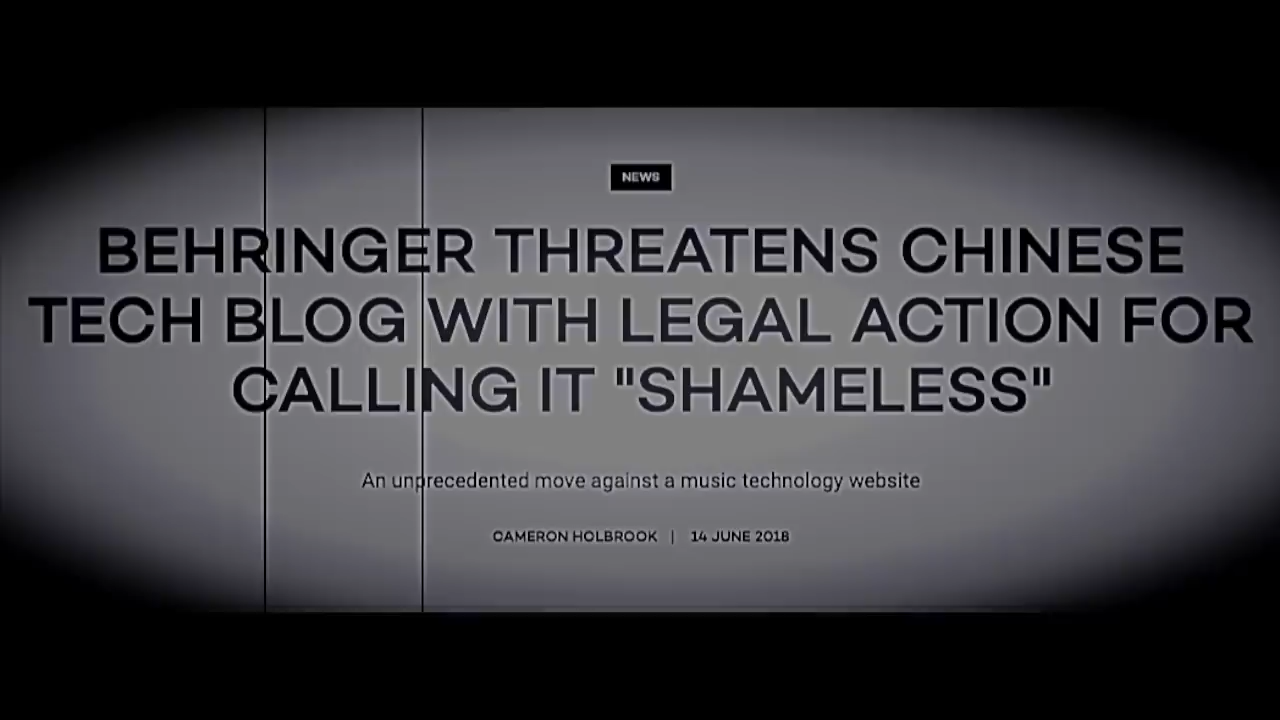 NEWS
BEHRINGER THREATENS CHINESE
TECH BLOG WITH LEGAL ACTION FOR
CALLING IT "SHAMELESS"
An unprecedented move against a music technology website
CAMERON HOLBROOK | 14 JUNE 2018